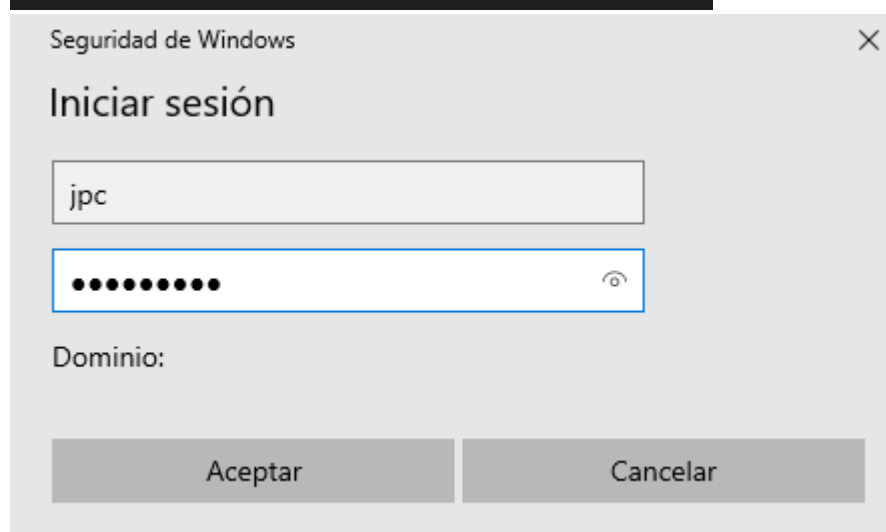 Seguridad de Windows
Iniciar sesión
jpc
●●●●●●●●●
Dominio:
Aceptar Cancelar